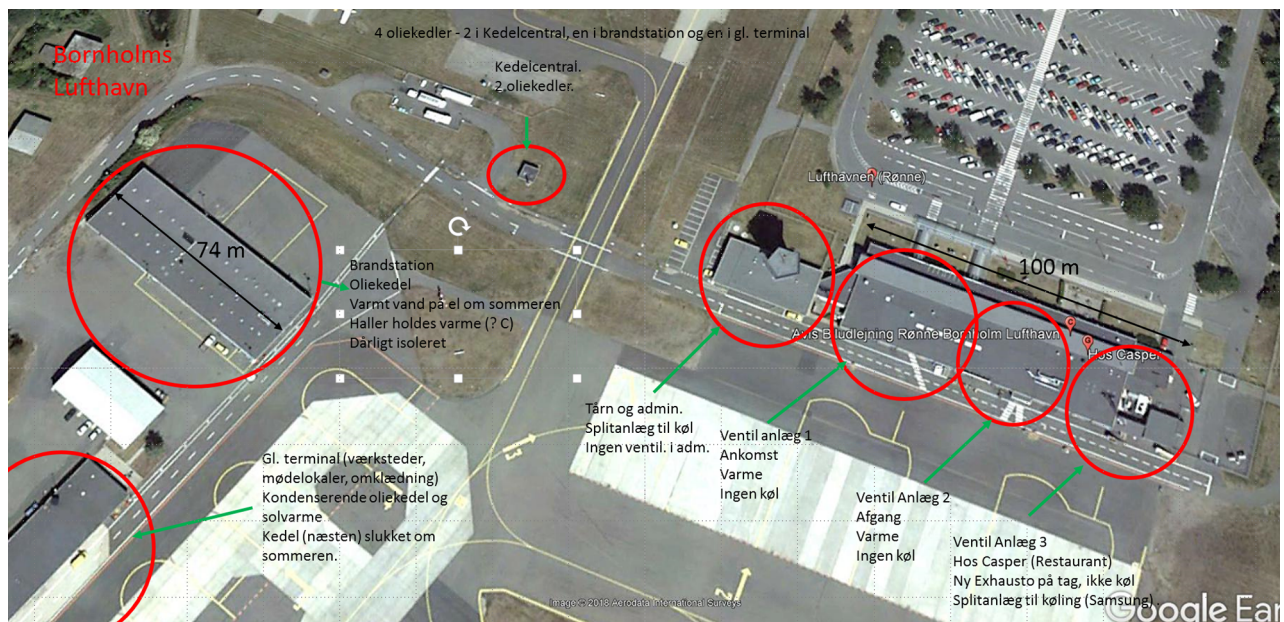 4 oliekedler - 2 i Kedelcentral, en i brandstation og en i gl. terminal
Bornholms
Lufthavn
Kedelcentral.
2.oliekedler.
Lufthavnen (Rønne)
74 m
100 m
Brandstation
Oliekedel
Varmt vand på el om sommeren
Haller holdes varme (? C)
Dårligt isoleret
Avis Biludlejning Rønne Bornholm Lufthavn
Hos Casper
Tårn og admin.
Splitanlæg til køl
Ingen ventil. i adm.
Ventil anlæg 1
Ankomst
Varme
Ingen køl
Gl. terminal (værksteder,
mødelokaler, omklædning)
Kondenserende oliekedel og
solvarme
Kedel (næsten) slukket om
sommeren.
Ventil Anlæg 2
Afgang
Varme
Ingen køl
Ventil Anlæg 3
Hos Casper (Restaurant)
Ny Exhausto på tag, ikke køl
Splitanlæg til køling (Samsung).
Image © 2018 Aerodata International Surveys
Google Ear